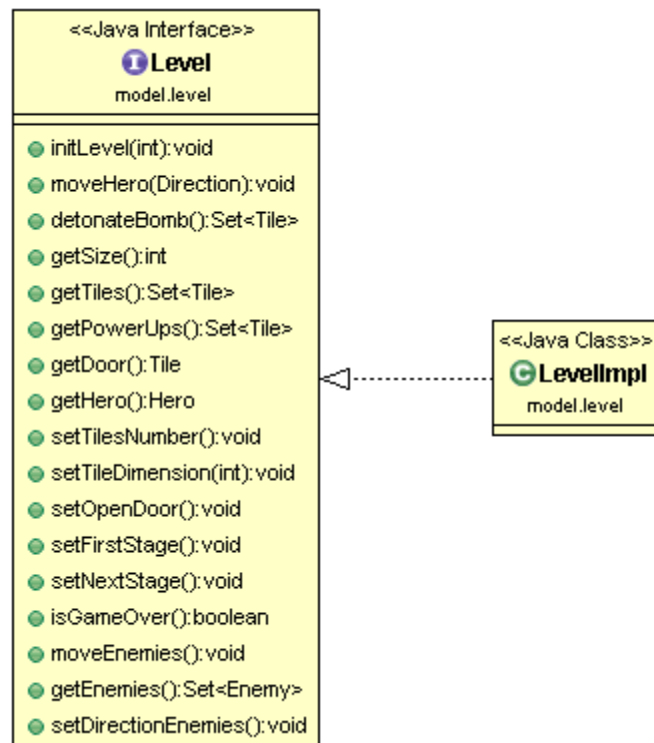 <<Java Interface>>
I Level
model.level
initLevel(int):void
moveHero(Direction):void
detonateBomb():Set<Tile>
getSize():int
getTiles():Set<Tile>
getPowerUps():Set<Tile>
getDoor():Tile
getHero():Hero
setTilesNumber():void
setTileDimension(int):void
setOpenDoor():void
setFirstStage():void
setNextStage():void
isGameOver():boolean
moveEnemies():void
getEnemies():Set<Enemy>
setDirectionEnemies():void
<<Java Class>>
C LevelImpl
model.level